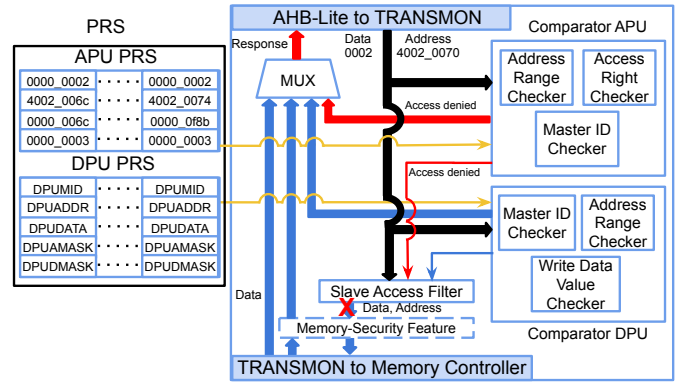 PRS
APU PRS
0000_0002 ····· 0000_0002
4002_006c ····· 4002_0074
0000_006c ····· 0000_0f8b
0000_0003 ····· 0000_0003
DPU PRS
DPUMID ····· DPUMID
DPUADDR ····· DPUADDR
DPUDATA ····· DPUDATA
DPUAMASK ····· DPUAMASK
DPUDMASK ····· DPUDMASK
AHB-Lite to TRANSMON
Response
Data
0002
Address
4002_0070
MUX
Access denied
Access denied
Comparator APU
Address
Range
Checker
Access
Right
Checker
Master ID
Checker
Master ID
Checker
Address
Range
Checker
Write Data
Value
Checker
Comparator DPU
Slave Access Filter
X
Data, Address
Data
Memory-Security Feature
TRANSMON to Memory Controller